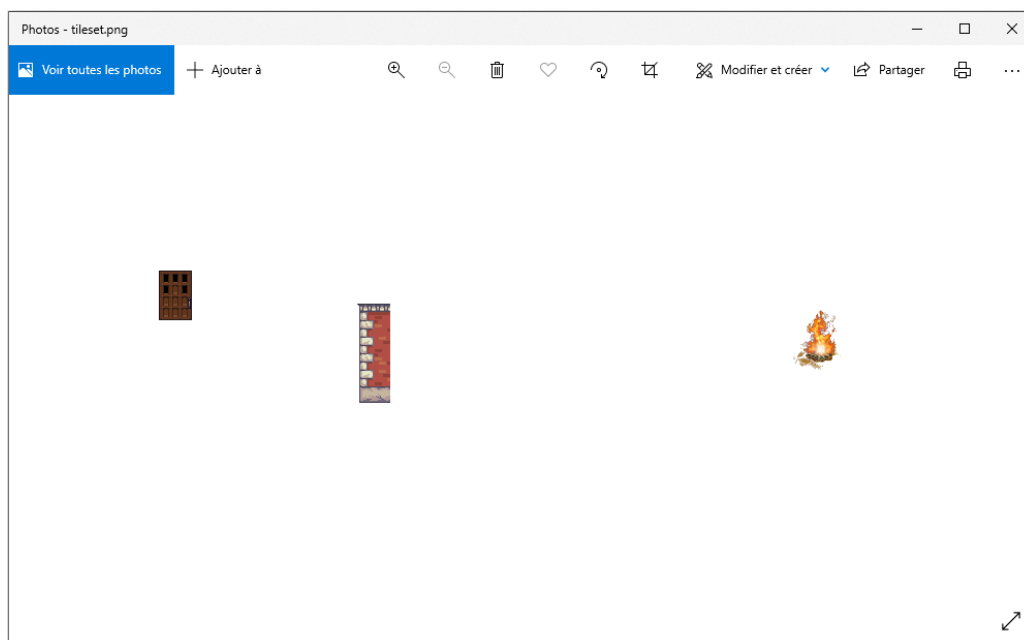 Photos - tileset.png
Voir toutes les photos
Ajouter à
Modifier et créer
Partager